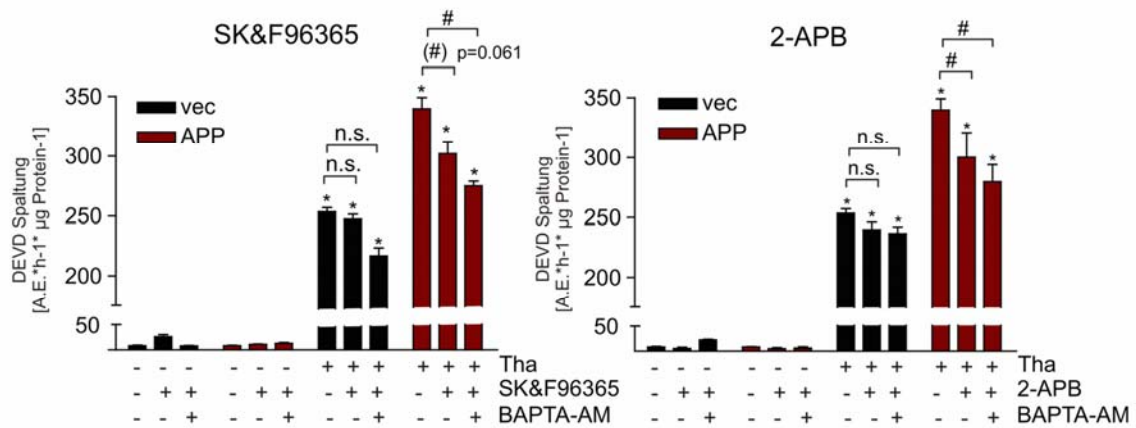 SK&F96365
#
(#) p=0.061
vec
APP
n.s.
n.s.
* * * * * *
350
300
250
200
50
DEVD Spaltung
[A.E.*h-1* µg Protein-1]
- - - - - - + + + + + + Tha
- + + - + + - + + - + + SK&F96365
- - + - - + - - + - - + BAPTA-AM
2-APB
#
#
vec
APP
n.s.
n.s.
* * * * * *
350
300
250
200
50
DEVD Spaltung
[A.E.*h-1* µg Protein-1]
- - - - - - + + + + + + Tha
- + + - + + - + + - + + 2-APB
- - + - - + - - + - - + BAPTA-AM